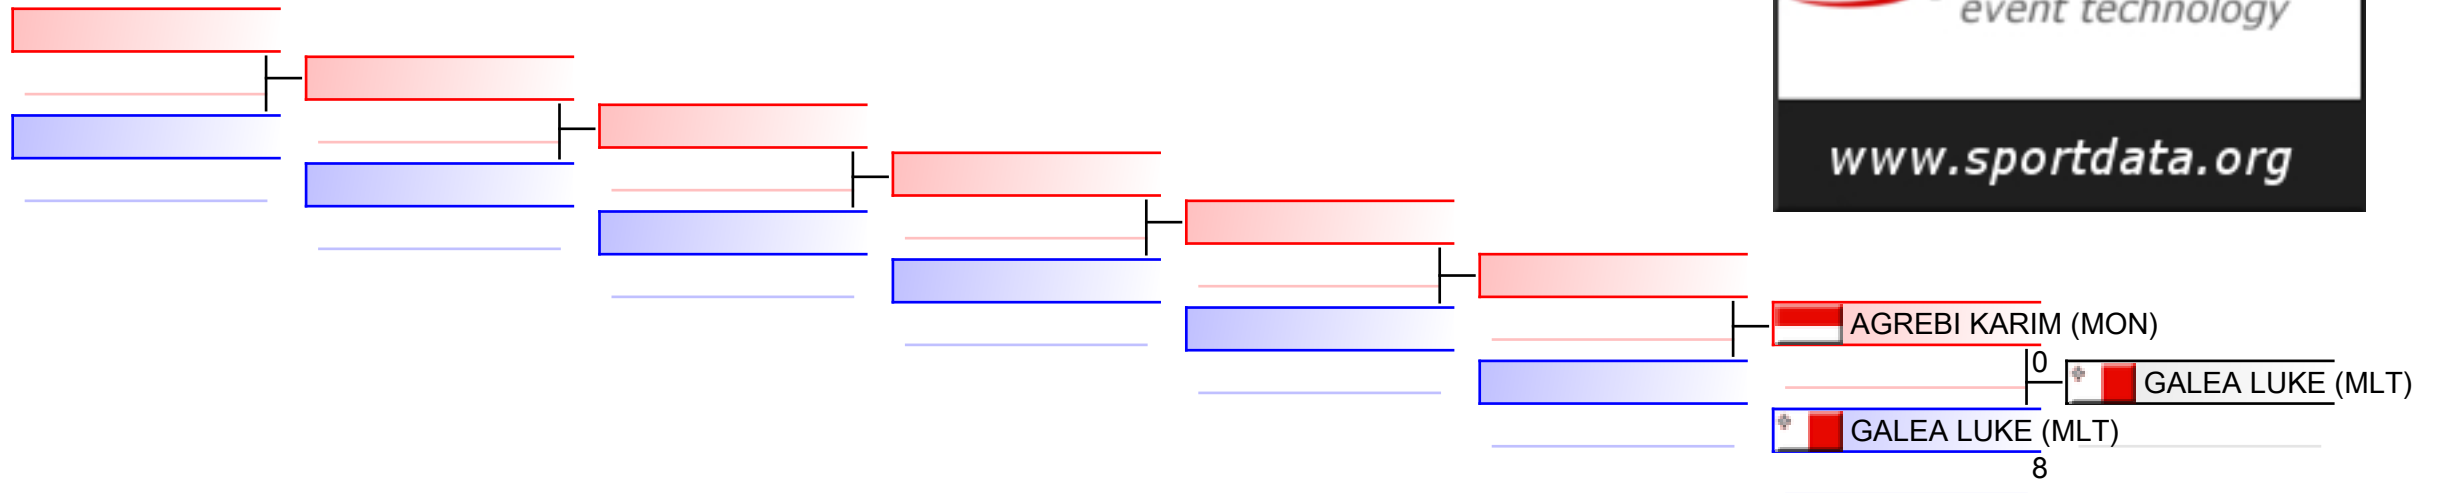 event technology
www.sportdata.org
AGREBI KARIM (MON)
0
GALEA LUKE (MLT)
GALEA LUKE (MLT)
8